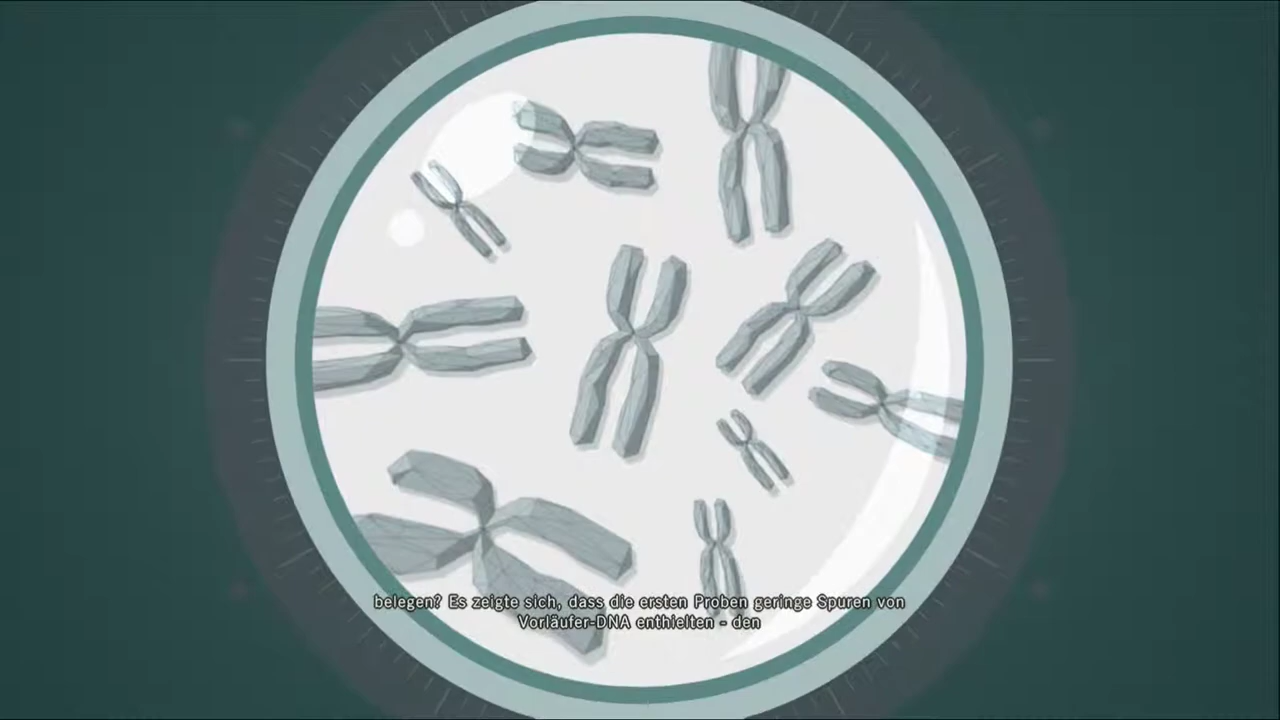 belegen? Es zeigte sich, dass die ersten Proben geringe Spuren von
Vorläufer-DNA enthielten - den